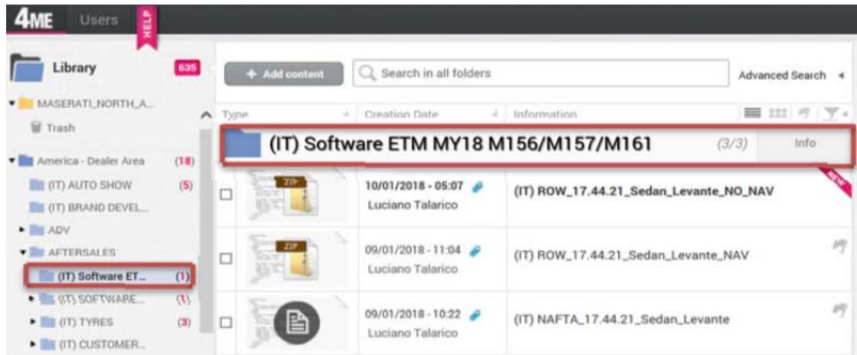 4ME Users HELP
Library 635
+ Add content Search in all folders Advanced Search
MASERATI_NORTH_A...
Trash
Type Creation Date Information
(IT) Software ETM MY18 M156/M157/M161 (3/3) Info
America - Dealer Area (18)
(IT) AUTO SHOW (5)
(IT) BRAND DEVEL...
ADV
AFTERSALES
(IT) Software ET... (1)
(IT) SOFTWARE... (1)
(IT) TYRES (3)
(IT) CUSTOMER...
ZIP
10/01/2018 - 05:07
Luciano Talarico
(IT) ROW_17.44.21_Sedan_Levante_NO_NAV
NEW
ZIP
09/01/2018 - 11:04
Luciano Talarico
(IT) ROW_17.44.21_Sedan_Levante_NAV
09/01/2018 - 10:22
Luciano Talarico
(IT) NAFTA_17.44.21_Sedan_Levante